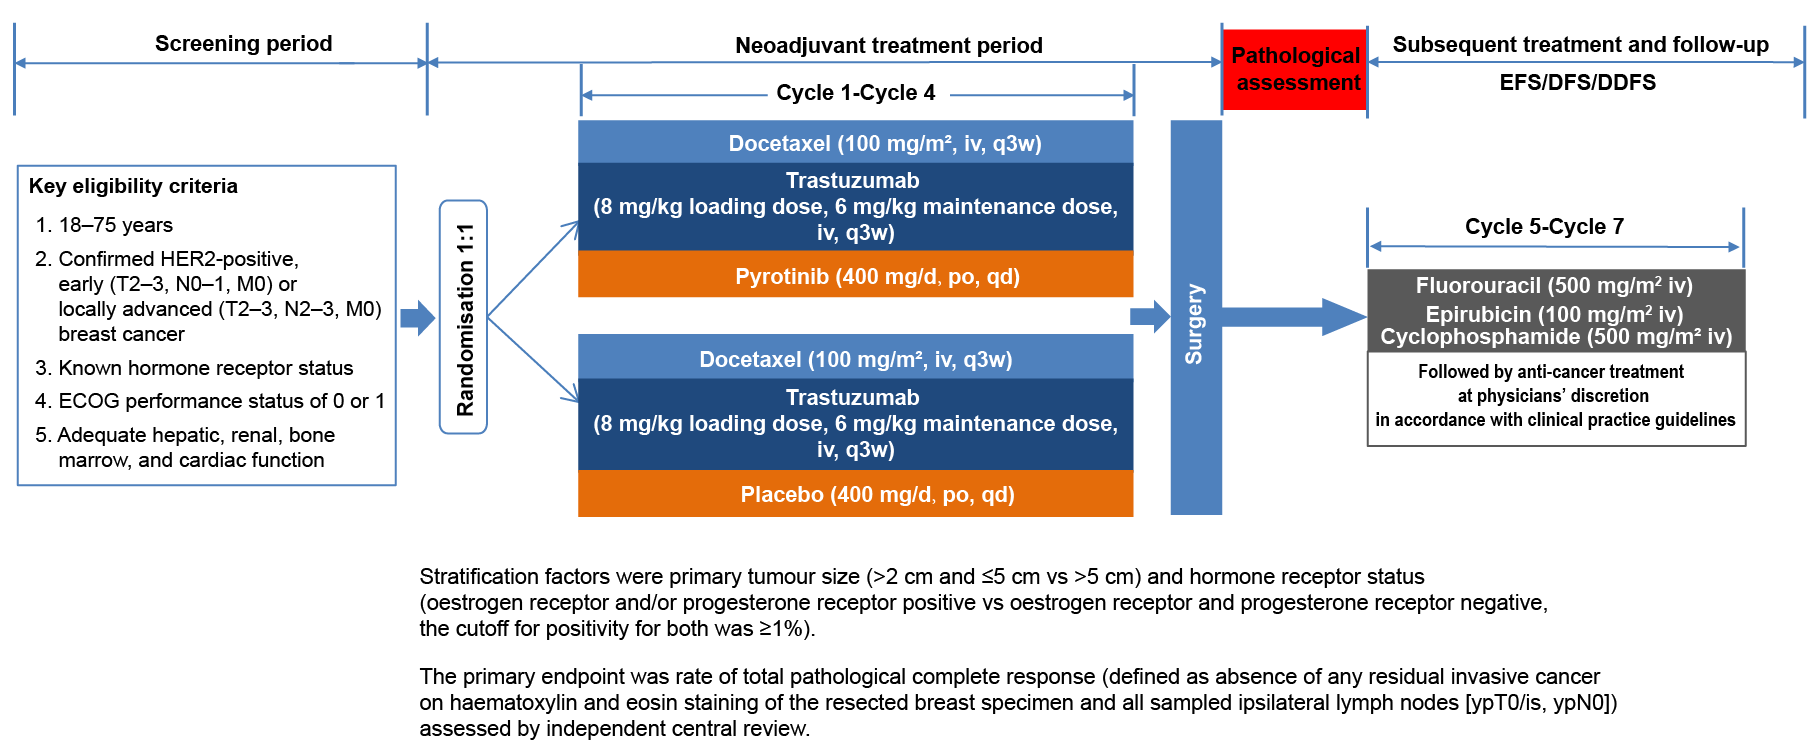 Screening period
Neoadjuvant treatment period
Pathological
assessment
Subsequent treatment and follow-up
EFS/DFS/DDFS
Cycle 1-Cycle 4
Key eligibility criteria
1. 18–75 years
2. Confirmed HER2-positive,
early (T2–3, N0–1, M0) or
locally advanced (T2–3, N2–3, M0)
breast cancer
3. Known hormone receptor status
4. ECOG performance status of 0 or 1
5. Adequate hepatic, renal, bone
marrow, and cardiac function
Randomisation 1:1
Docetaxel (100 mg/m², iv, q3w)
Trastuzumab
(8 mg/kg loading dose, 6 mg/kg maintenance dose,
iv, q3w)
Pyrotinib (400 mg/d, po, qd)
Docetaxel (100 mg/m², iv, q3w)
Trastuzumab
(8 mg/kg loading dose, 6 mg/kg maintenance dose,
iv, q3w)
Placebo (400 mg/d, po, qd)
Surgery
Cycle 5-Cycle 7
Fluorouracil (500 mg/m² iv)
Epirubicin (100 mg/m² iv)
Cyclophosphamide (500 mg/m² iv)
Followed by anti-cancer treatment
at physicians’ discretion
in accordance with clinical practice guidelines
Stratification factors were primary tumour size (>2 cm and ≤5 cm vs >5 cm) and hormone receptor status
(oestrogen receptor and/or progesterone receptor positive vs oestrogen receptor and progesterone receptor negative,
the cutoff for positivity for both was ≥1%).
The primary endpoint was rate of total pathological complete response (defined as absence of any residual invasive cancer
on haematoxylin and eosin staining of the resected breast specimen and all sampled ipsilateral lymph nodes [ypT0/is, ypN0])
assessed by independent central review.